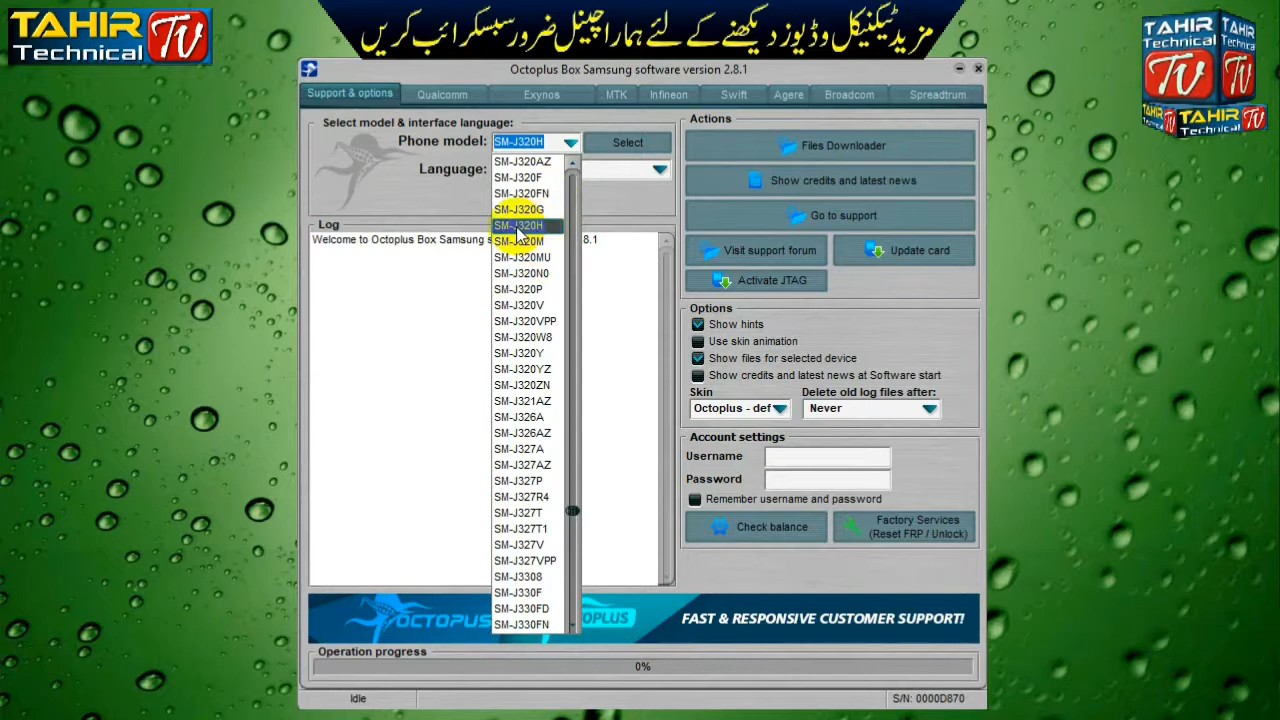 TAHIR
Technical TV
مزید ٹیکنیکل وڈیوز دیکھنے کے لئے ہمارا چینل ضرور سبسکرائب کریں
TAHIR
Technical
TV
TAHIR
Technical TV
Octoplus Box Samsung software version 2.8.1
Support & options
Qualcomm
Exynos
MTK
Infineon
Swift
Agere
Broadcom
Spreadtrum
Select model & interface language:
Phone model:
SM-J320H
Select
Language:
SM-J320AZ
SM-J320F
SM-J320FN
SM-J320G
SM-J320H
SM-J320M
SM-J320MU
SM-J320N0
SM-J320P
SM-J320V
SM-J320VPP
SM-J320W8
SM-J320Y
SM-J320YZ
SM-J320ZN
SM-J321AZ
SM-J326A
SM-J326AZ
SM-J327A
SM-J327AZ
SM-J327P
SM-J327R4
SM-J327T
SM-J327T1
SM-J327V
SM-J327VPP
SM-J3308
SM-J330F
SM-J330FD
SM-J330FN
Log
Welcome to Octoplus Box Samsung s 8.1
Actions
Files Downloader
Show credits and latest news
Go to support
Visit support forum
Update card
Activate JTAG
Options
Show hints
Use skin animation
Show files for selected device
Show credits and latest news at Software start
Skin
Delete old log files after:
Octoplus - def
Never
Account settings
Username
Password
Remember username and password
Check balance
Factory Services
(Reset FRP / Unlock)
OCTOPUS
OPLUS
FAST & RESPONSIVE CUSTOMER SUPPORT!
Operation progress
0%
Idle
S/N: 0000D870